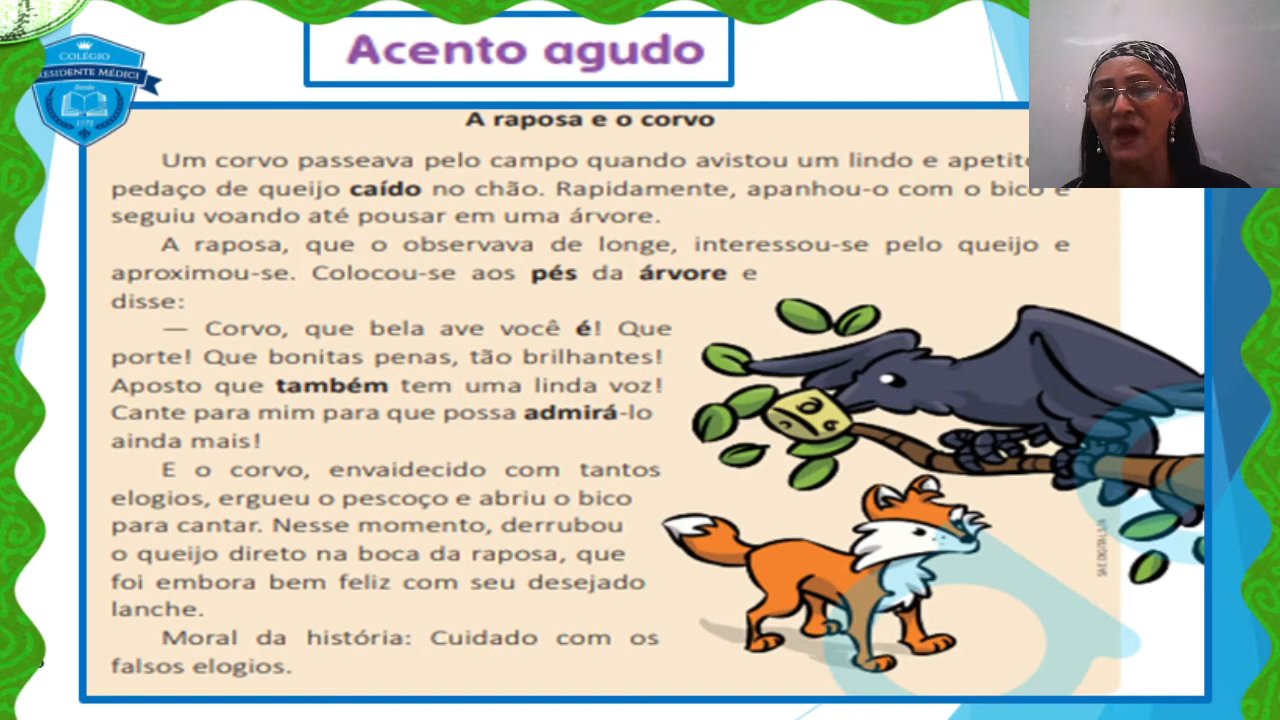 Acento agudo
COLÉGIO
PRESIDENTE MÉDICI
Desde
A raposa e o corvo
Um corvo passeava pelo campo quando avistou um lindo e
pedaço de queijo caído no chão. Rapidamente, apanhou-o com o bico e
seguiu voando até pousar em uma árvore.
A raposa, que o observava de longe, interessou-se pelo queijo e
aproximou-se. Colocou-se aos pés da árvore e
disse:
— Corvo, que bela ave você é! Que
porte! Que bonitas penas, tão brilhantes!
Aposto que também tem uma linda voz!
Cante para mim para que possa admirá-lo
ainda mais!
E o corvo, envaidecido com tantos
elogios, ergueu o pescoço e abriu o bico
para cantar. Nesse momento, derrubou
o queijo direto na boca da raposa, que
foi embora bem feliz com seu desejado
lanche.
Moral da história: Cuidado com os
falsos elogios.